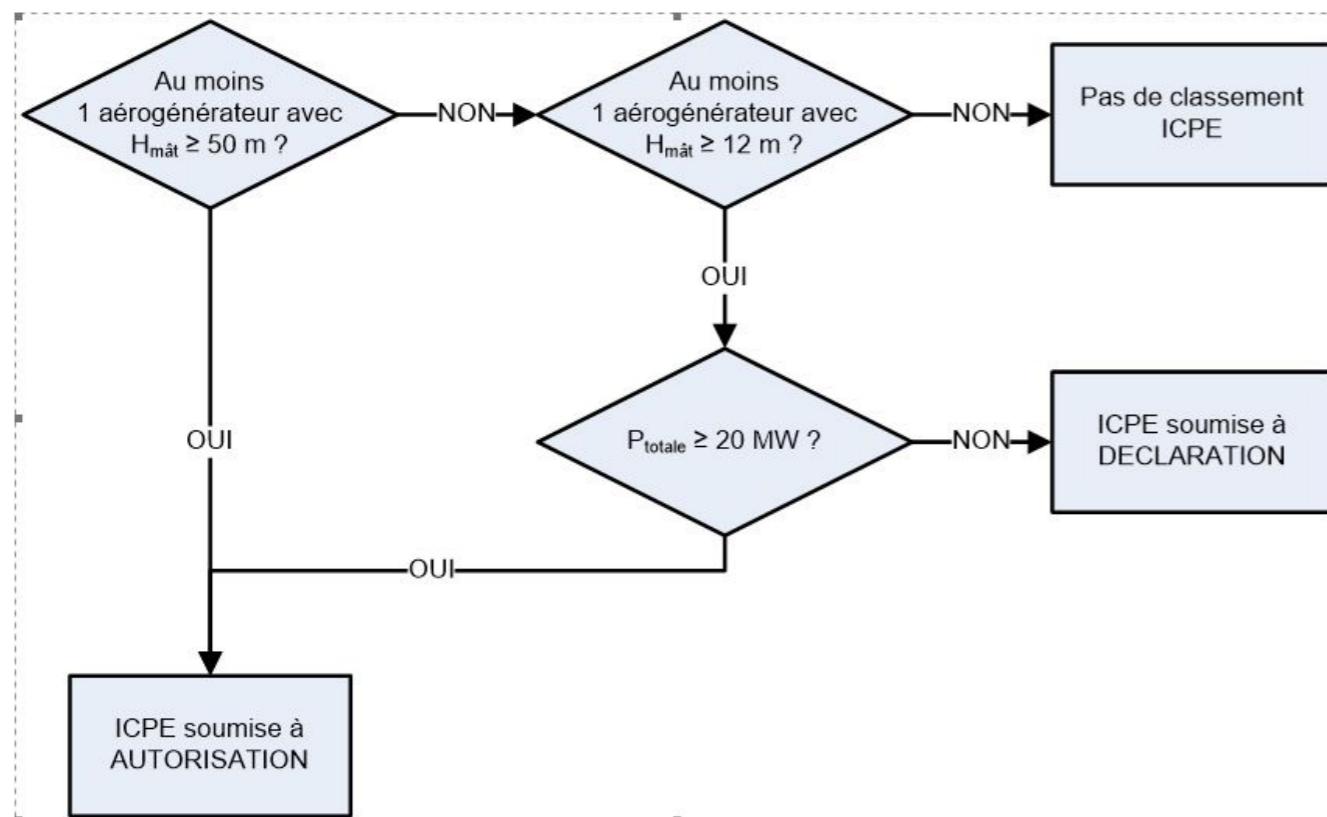 Au moins
1 aérogénérateur avec
Hmât ≥ 50 m ?
NON
Au moins
1 aérogénérateur avec
Hmât ≥ 12 m ?
NON
Pas de classement
ICPE
OUI
OUI
Ptotale ≥ 20 MW ?
NON
ICPE soumise à
DECLARATION
OUI
ICPE soumise à
AUTORISATION